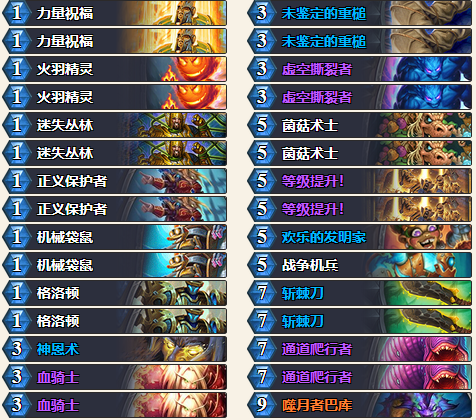 1 力量祝福
1 力量祝福
1 火羽精灵
1 火羽精灵
1 迷失丛林
1 迷失丛林
1 正义保护者
1 正义保护者
1 机械袋鼠
1 机械袋鼠
1 格洛顿
1 格洛顿
3 神恩术
3 血骑士
3 血骑士
3 未鉴定的重槌
3 未鉴定的重槌
3 虚空撕裂者
3 虚空撕裂者
5 菌菇术士
5 菌菇术士
5 等级提升！
5 等级提升！
5 欢乐的发明家
5 战争机兵
7 斩棘刀
7 斩棘刀
7 通道爬行者
7 通道爬行者
9 噬月者巴库